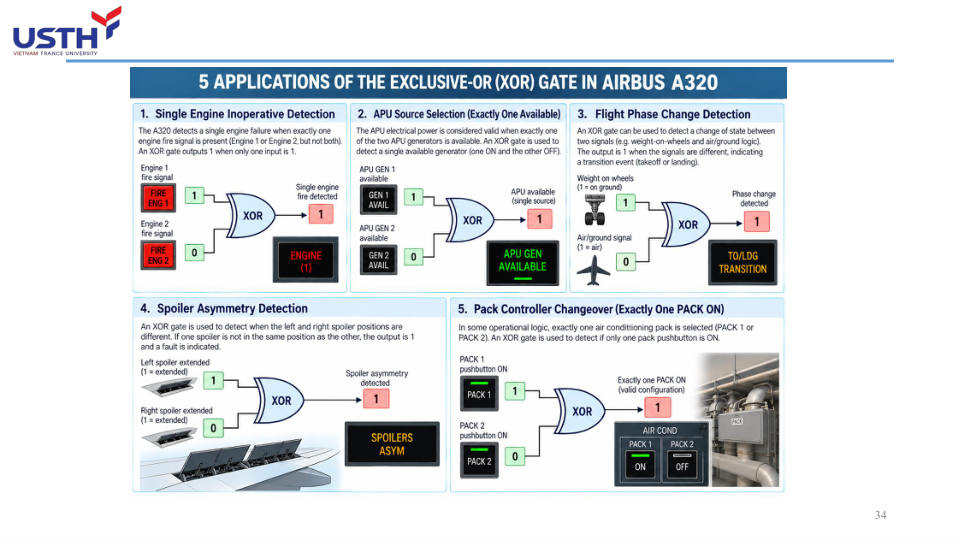 USTH
VIETNAM FRANCE UNIVERSITY
5 APPLICATIONS OF THE EXCLUSIVE-OR (XOR) GATE IN AIRBUS A320
1. Single Engine Inoperative Detection
The A320 detects a single engine failure when exactly one
engine fire signal is present (Engine 1 or Engine 2, but not both).
An XOR gate outputs 1 when only one input is 1.
Engine 1
fire signal
FIRE
ENG 1
1
Engine 2
fire signal
FIRE
ENG 2
0
XOR
Single engine
fire detected
1
ENGINE
(1)
2. APU Source Selection (Exactly One Available)
The APU electrical power is considered valid when exactly one
of the two APU generators is available. An XOR gate is used to
detect a single available generator (one ON and the other OFF).
APU GEN 1
available
GEN 1
AVAIL
1
APU GEN 2
available
GEN 2
AVAIL
0
XOR
APU available
(single source)
1
APU GEN
AVAILABLE
3. Flight Phase Change Detection
An XOR gate can be used to detect a change of state between
two signals (e.g. weight-on-wheels and air/ground logic).
The output is 1 when the signals are different, indicating
a transition event (takeoff or landing).
Weight on wheels
(1 = on ground)
1
Air/ground signal
(1 = air)
0
XOR
Phase change
detected
1
TO/LDG
TRANSITION
4. Spoiler Asymmetry Detection
An XOR gate is used to detect when the left and right spoiler positions are
different. If one spoiler is not in the same position as the other, the output is 1
and a fault is indicated.
Left spoiler extended
(1 = extended)
1
Right spoiler extended
(1 = extended)
0
XOR
Spoiler asymmetry
detected
1
SPOILERS
ASYM
5. Pack Controller Changeover (Exactly One PACK ON)
In some operational logic, exactly one air conditioning pack is selected (PACK 1 or
PACK 2). An XOR gate is used to detect if only one pack pushbutton is ON.
PACK 1
pushbutton ON
PACK 1
1
PACK 2
pushbutton ON
PACK 2
0
XOR
Exactly one PACK ON
(valid configuration)
1
AIR COND
PACK 1 PACK 2
ON OFF
PACK
34